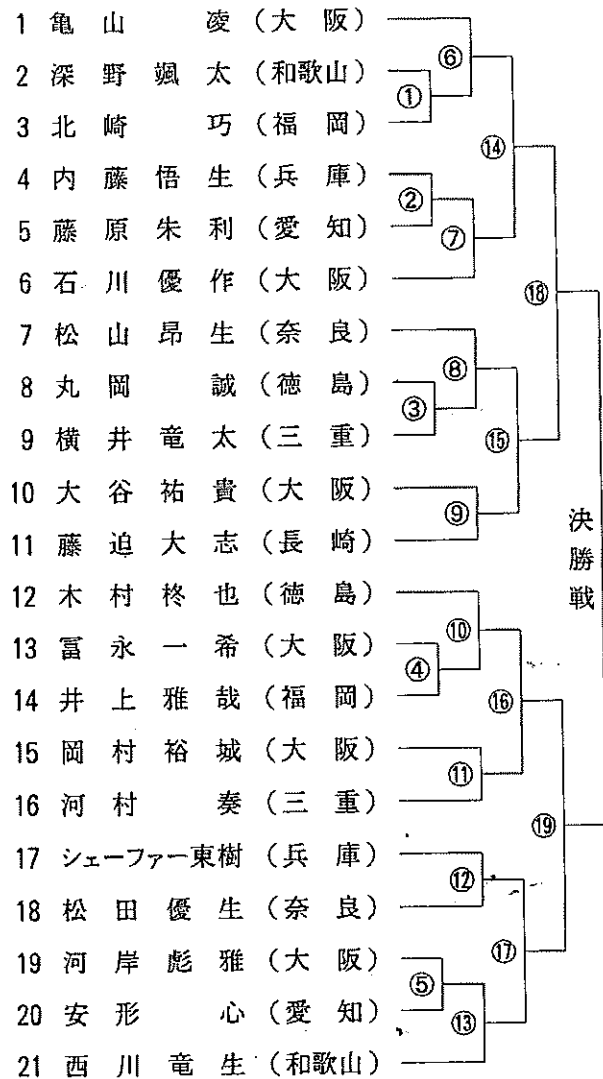 1 亀山 凌 (大阪)
2 深野颯太 (和歌山)
3 北崎 巧 (福岡)
4 内藤悟生 (兵庫)
5 藤原朱利 (愛知)
6 石川優作 (大阪)
7 松山昂生 (奈良)
8 丸岡 誠 (徳島)
9 横井竜太 (三重)
10 大谷祐貴 (大阪)
11 藤迫大志 (長崎)
12 木村柊也 (徳島)
13 冨永一希 (大阪)
14 井上雅哉 (福岡)
15 岡村裕城 (大阪)
16 河村 奏 (三重)
17 シェーファー東樹 (兵庫)
18 松田優生 (奈良)
19 河岸彪雅 (大阪)
20 安形 心 (愛知)
21 西川竜生 (和歌山)
①
②
③
④
⑤
⑥
⑦
⑧
⑨
⑩
⑪
⑫
⑬
⑭
⑮
⑯
⑰
⑱
⑲
決勝戦